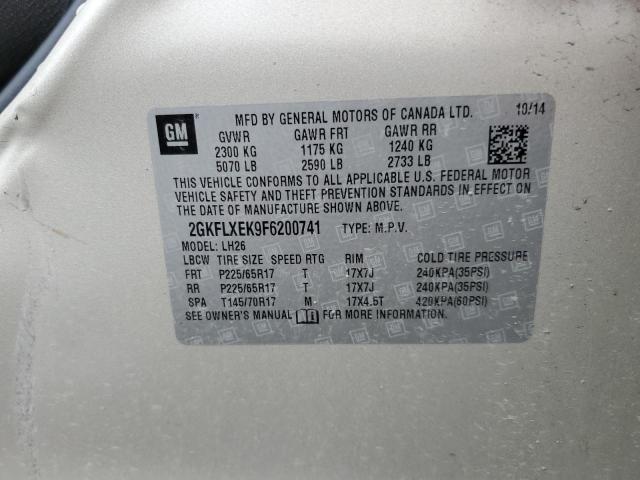 GM ®
MFD BY GENERAL MOTORS OF CANADA LTD. 10/14
GVWR GAWR FRT GAWR RR
2300 KG 1175 KG 1240 KG
5070 LB 2590 LB 2733 LB
THIS VEHICLE CONFORMS TO ALL APPLICABLE U.S. FEDERAL MOTOR
VEHICLE SAFETY AND THEFT PREVENTION STANDARDS IN EFFECT ON THE
DATE OF MANUFACTURE SHOWN ABOVE.
2GKFLXEK9F6200741 TYPE: M.P.V.
MODEL: LH26
LBCW TIRE SIZE SPEED RTG RIM COLD TIRE PRESSURE
FRT P225/65R17 T 17X7J 240KPA(35PSI)
RR P225/65R17 T 17X7J 240KPA(35PSI)
SPA T145/70R17 M 17X4.5T 420KPA(60PSI)
SEE OWNER'S MANUAL FOR MORE INFORMATION.